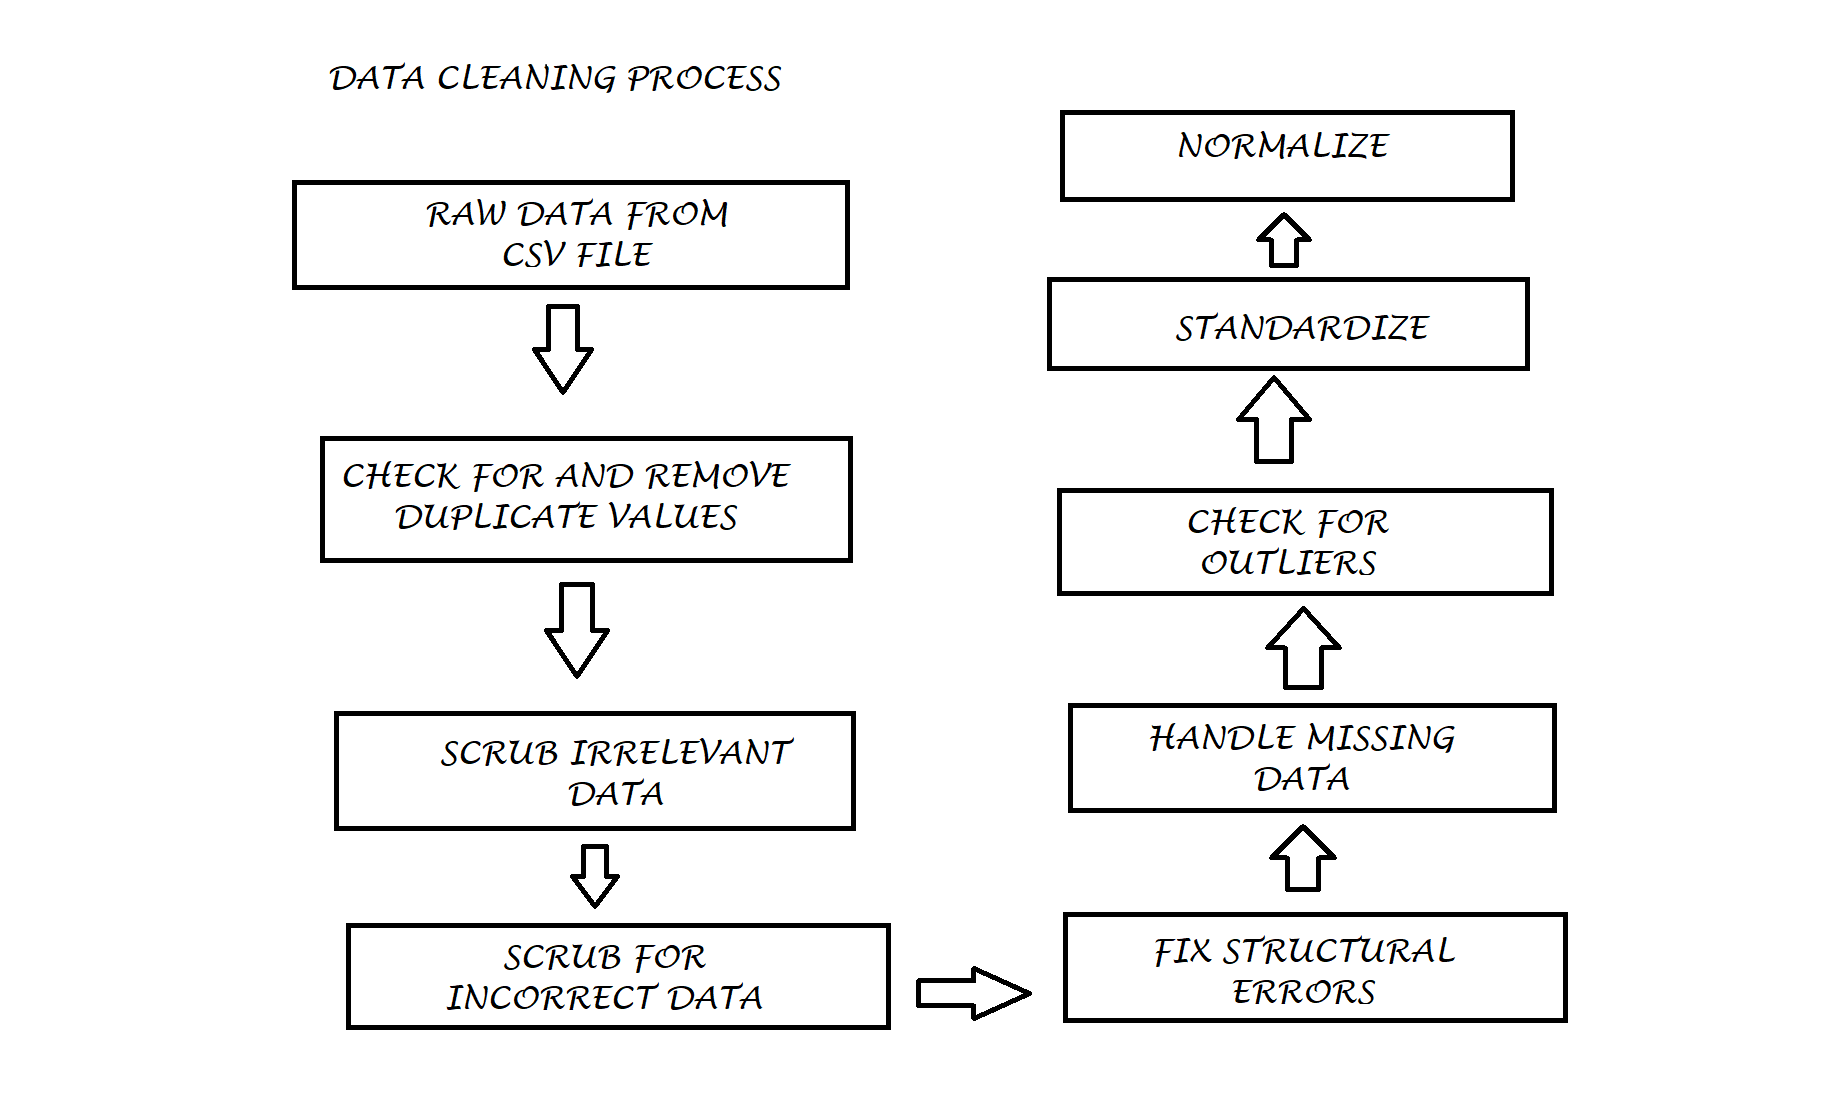 DATA CLEANING PROCESS
RAW DATA FROM
CSV FILE
CHECK FOR AND REMOVE
DUPLICATE VALUES
SCRUB IRRELEVANT
DATA
SCRUB FOR
INCORRECT DATA
FIX STRUCTURAL
ERRORS
HANDLE MISSING
DATA
CHECK FOR
OUTLIERS
STANDARDIZE
NORMALIZE